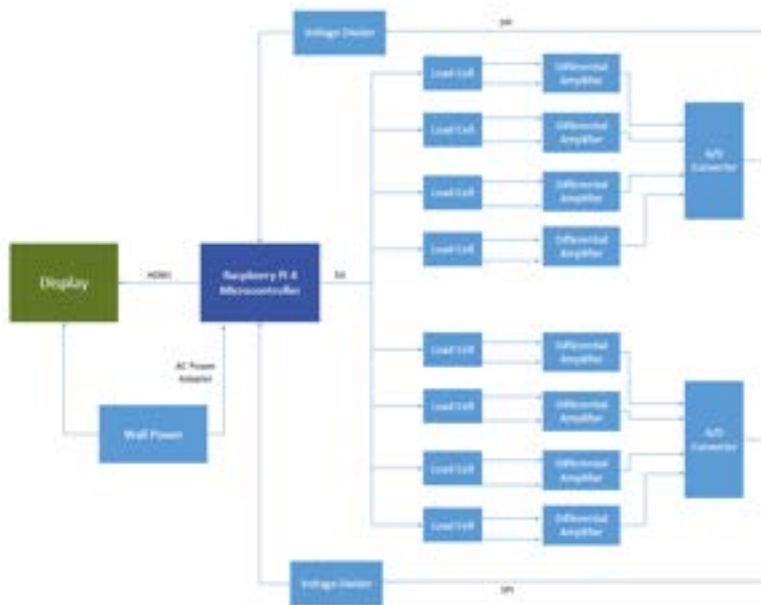 Voltage Divider
SPI
Load Cell
Differential
Amplifier
Load Cell
Differential
Amplifier
A/D
Converter
Load Cell
Differential
Amplifier
Load Cell
Differential
Amplifier
Display
HDMI
Raspberry Pi 4
Microcontroller
5V
AC Power
Adapter
Wall Power
Load Cell
Differential
Amplifier
Load Cell
Differential
Amplifier
A/D
Converter
Load Cell
Differential
Amplifier
Load Cell
Differential
Amplifier
Voltage Divider
SPI